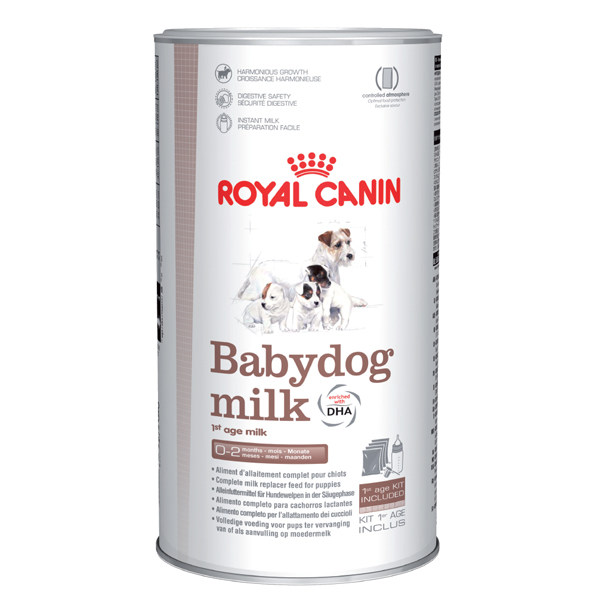 HARMONIOUS GROWTH
CROISSANCE HARMONIEUSE
DIGESTIVE SAFETY
SÉCURITÉ DIGESTIVE
INSTANT MILK
PRÉPARATION FACILE
controlled atmosphere
ROYAL CANIN
Babydog
milk
enriched with
DHA
1st age milk
0-2 months - mois - Monate
meses - mesi - maanden
• Aliment d'allaitement complet pour chiots
• Complete milk replacer feed for puppies
• Alleinfuttermittel für Hundewelpen in der Säugephase
• Alimento completo para cachorros lactantes
• Alimento completo per l'allattamento dei cuccioli
• Volledige voeding voor pups ter vervanging
van of als aanvulling op moedermelk
1st age KIT
INCLUDED
KIT 1er AGE
INCLUS